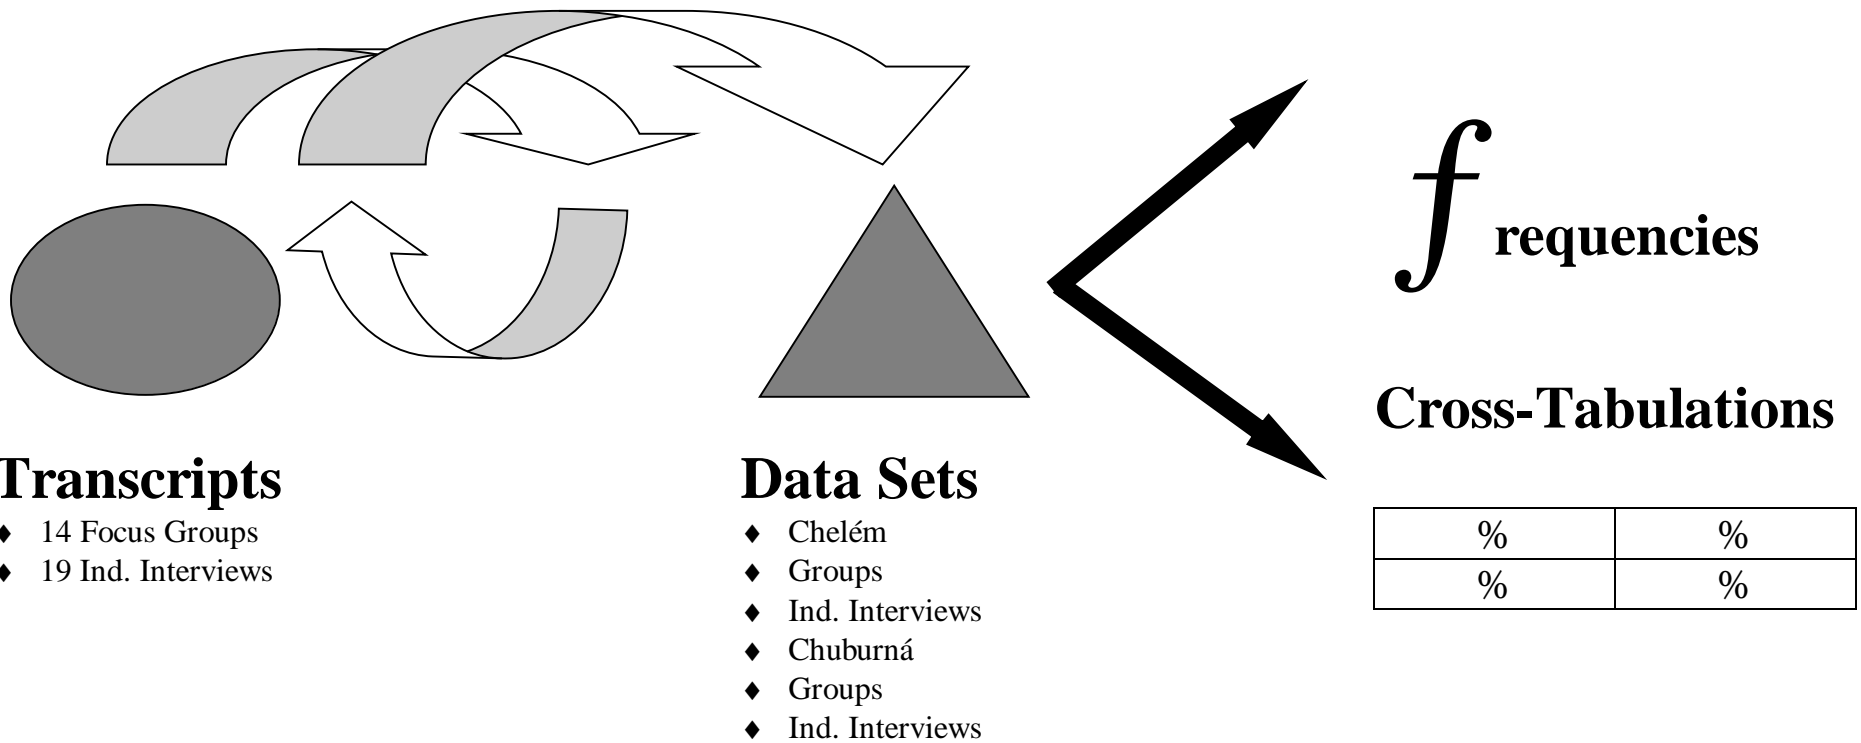 frequencies
Cross-Tabulations
Transcripts
♦ 14 Focus Groups
♦ 19 Ind. Interviews
Data Sets
♦ Chelém
♦ Groups
♦ Ind. Interviews
♦ Chuburná
♦ Groups
♦ Ind. Interviews
% %
% %